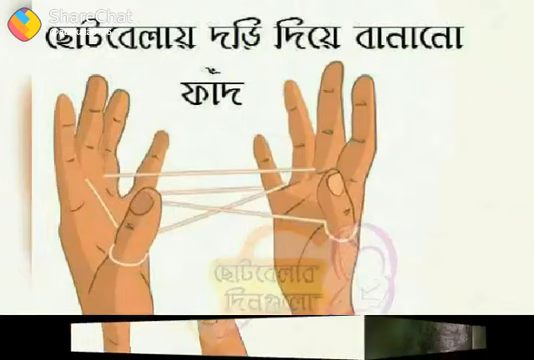 ShareChat
ছোটবেলায় দড়ি দিয়ে বানানো
ফাঁদ
ছোটবেলার
দিনগুলো